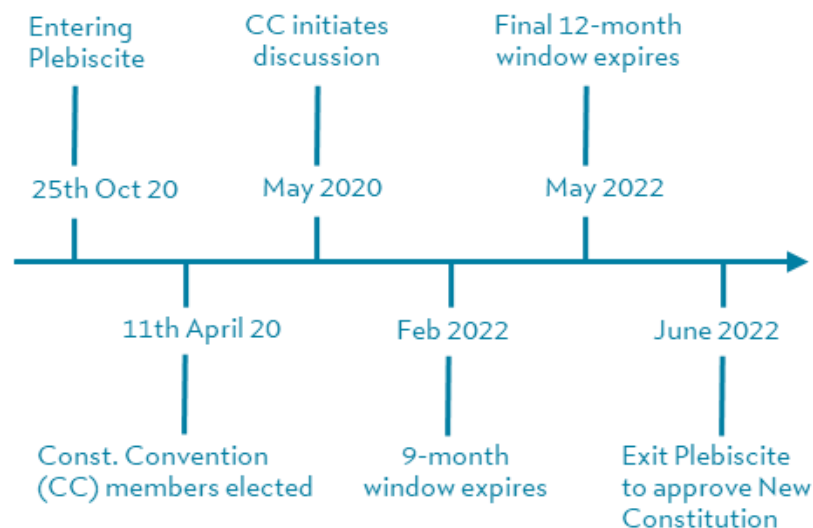 Entering
Plebiscite
CC initiates
discussion
Final 12-month
window expires
25th Oct 20
May 2020
May 2022
11th April 20
Feb 2022
June 2022
Const. Convention
(CC) members elected
9-month
window expires
Exit Plebiscite
to approve New
Constitution